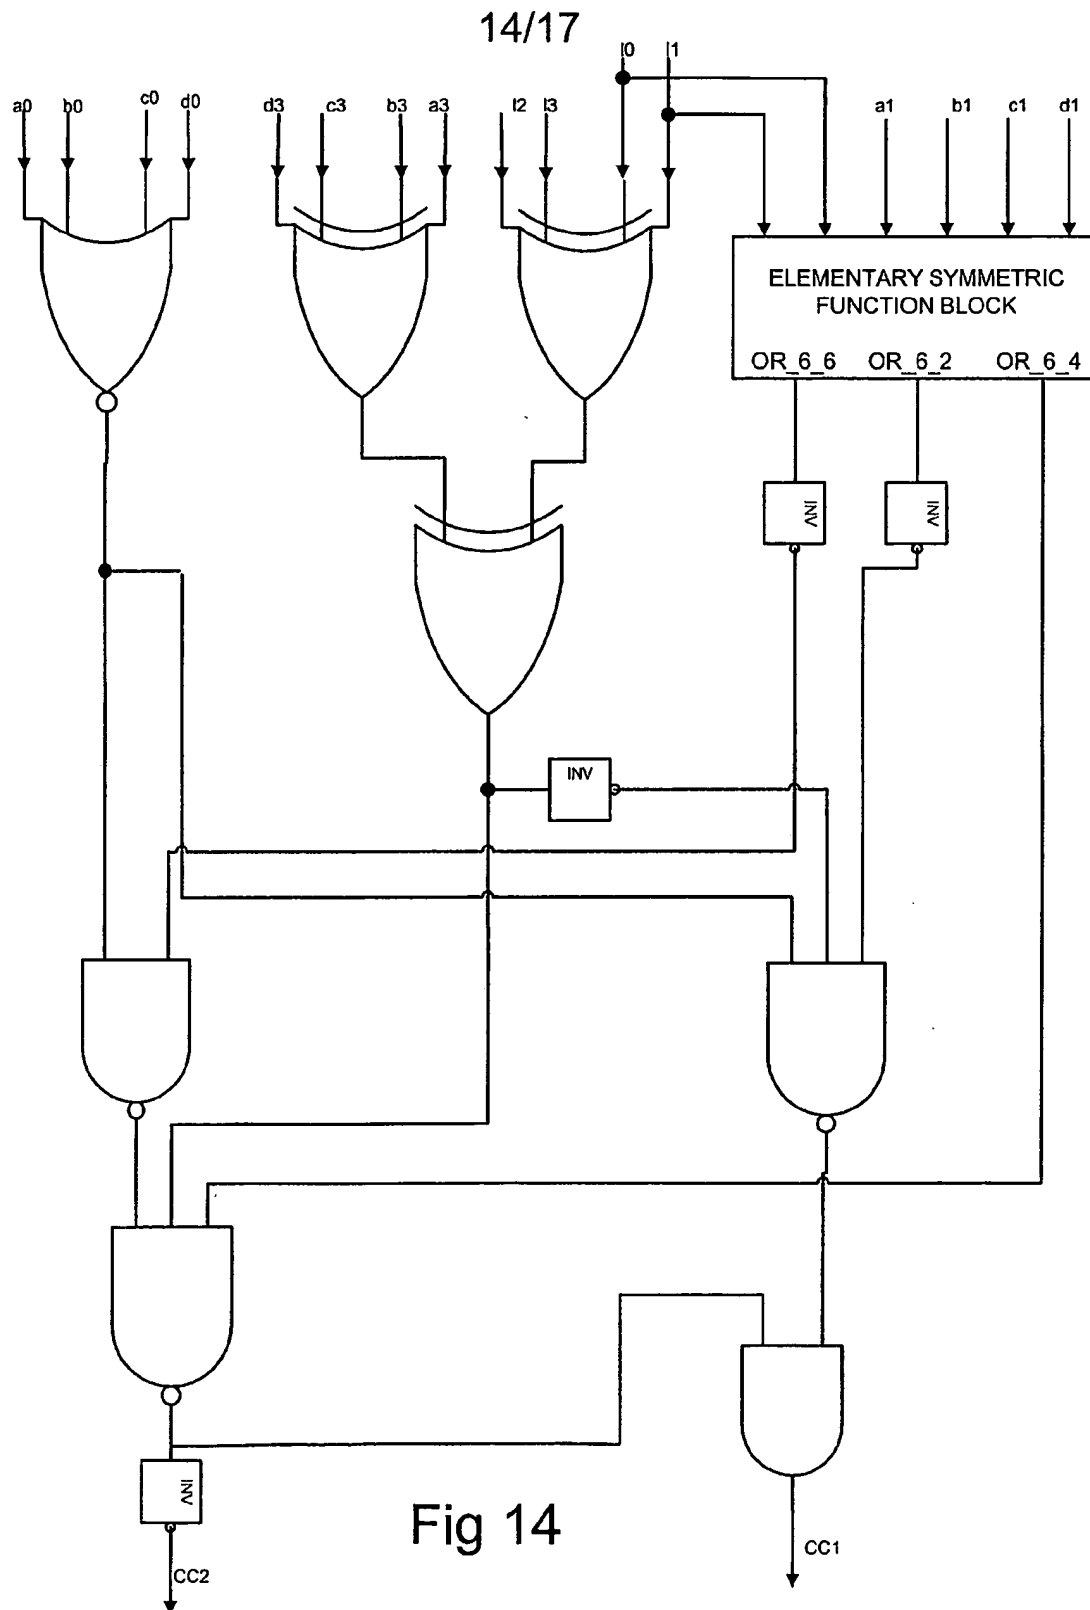 14/17
I0 I1
a0 b0 c0 d0 d3 c3 b3 a3 I2 I3 a1 b1 c1 d1
ELEMENTARY SYMMETRIC
FUNCTION BLOCK
OR_6_6 OR_6_2 OR_6_4
INV INV
INV
INV
Fig 14
CC1
CC2